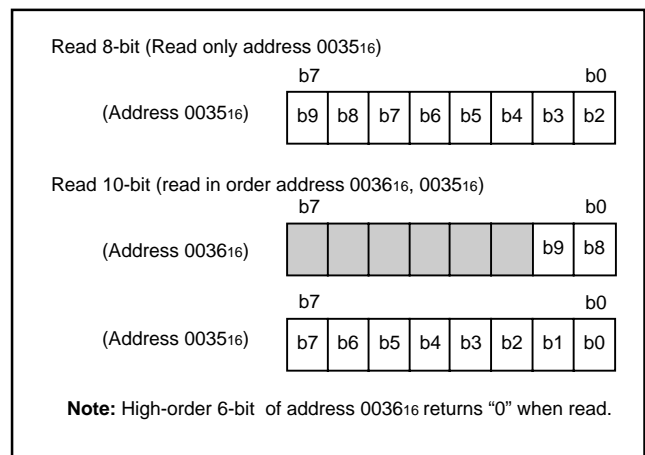 Read 8-bit (Read only address 003516)
b7 b0
(Address 003516) b9 b8 b7 b6 b5 b4 b3 b2
Read 10-bit (read in order address 003616, 003516)
b7 b0
(Address 003616) b9 b8
b7 b0
(Address 003516) b7 b6 b5 b4 b3 b2 b1 b0
Note: High-order 6-bit of address 003616 returns “0” when read.